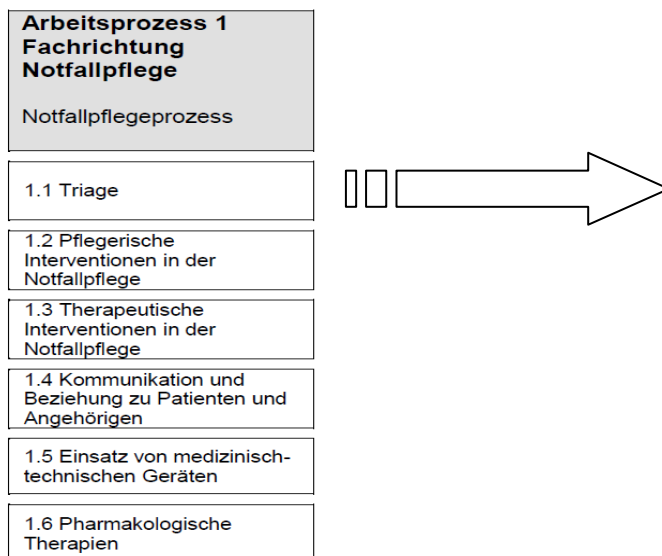 Arbeitsprozess 1
Fachrichtung
Notfallpflege
Notfallpflegeprozess
1.1 Triage
1.2 Pflegerische
Interventionen in der
Notfallpflege
1.3 Therapeutische
Interventionen in der
Notfallpflege
1.4 Kommunikation und
Beziehung zu Patienten und
Angehörigen
1.5 Einsatz von medizinisch-
technischen Geräten
1.6 Pharmakologische
Therapien